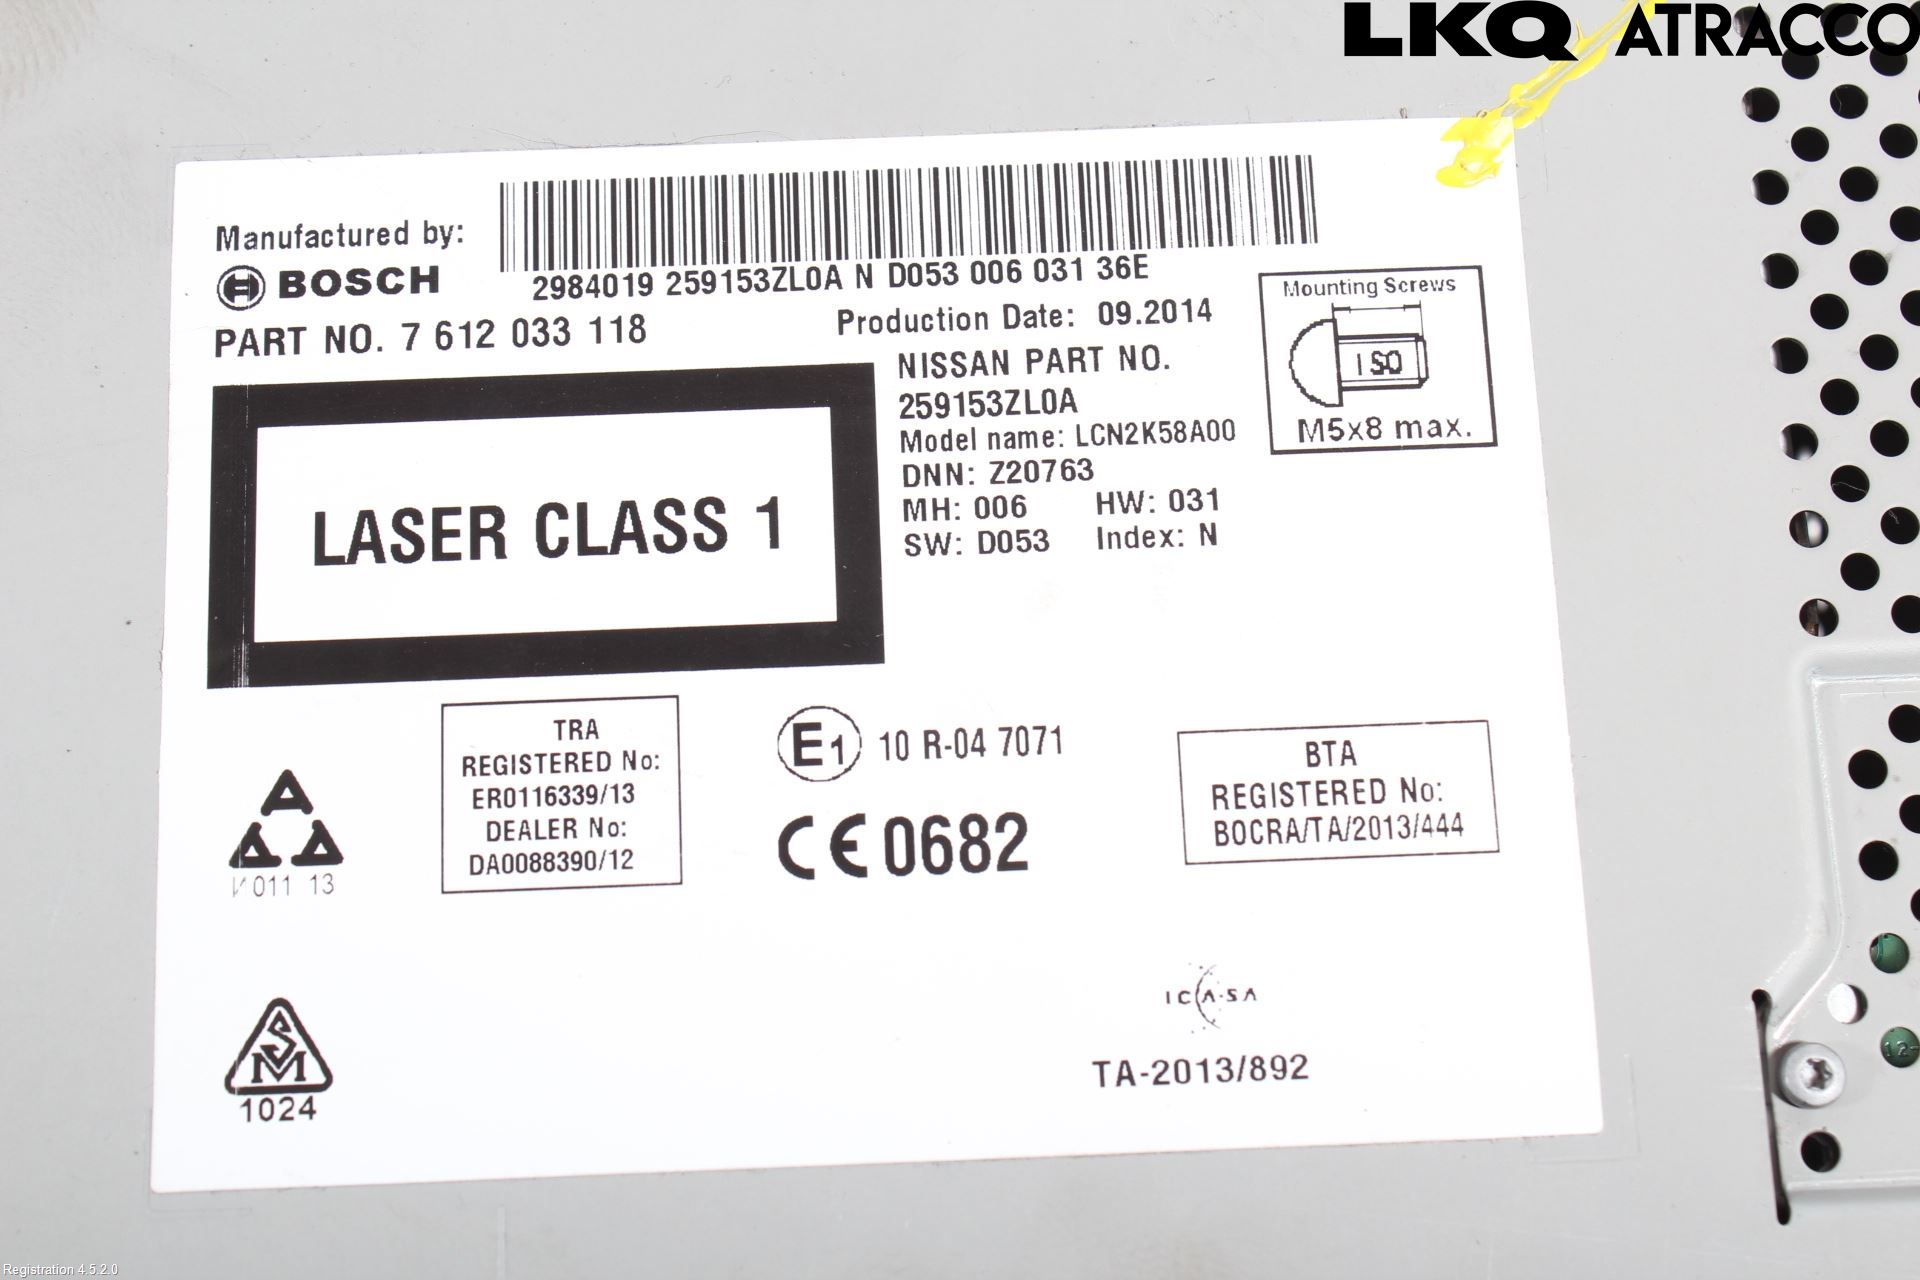 LKQ ATRACCO
Manufactured by:
BOSCH
2984019 259153ZL0A N D053 006 031 36E
PART NO. 7 612 033 118
Production Date: 09.2014
NISSAN PART NO.
259153ZL0A
Model name: LCN2K58A00
DNN: Z20763
MH: 006 HW: 031
SW: D053 Index: N
Mounting Screws
ISO
M5x8 max.
LASER CLASS 1
TRA
REGISTERED No:
ER0116339/13
DEALER No:
DA0088390/12
E1 10 R-04 7071
CE 0682
BTA
REGISTERED No:
BOCRA/TA/2013/444
011 13
SM
1024
ICASA
TA-2013/892
Registration 4.5.2.0